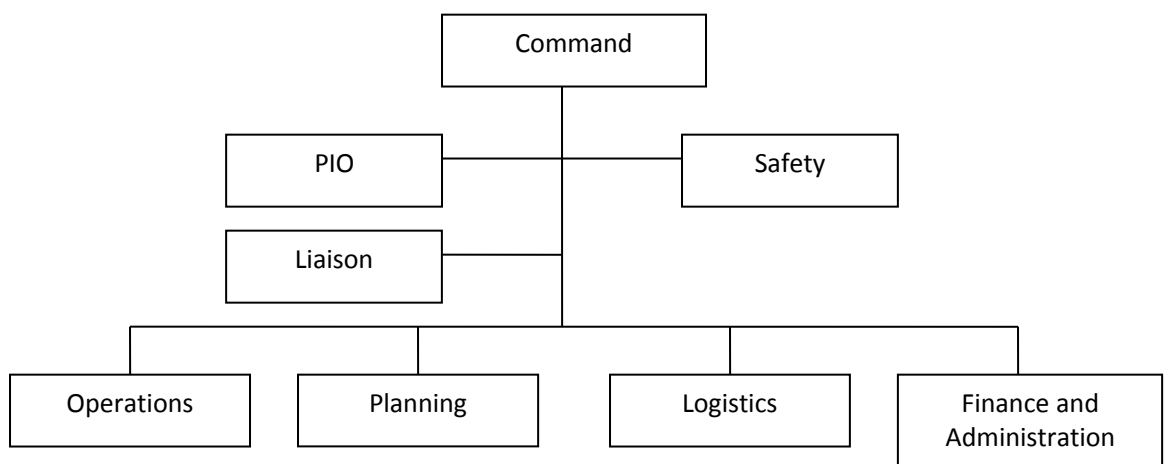 Command
PIO
Safety
Liaison
Operations
Planning
Logistics
Finance and
Administration